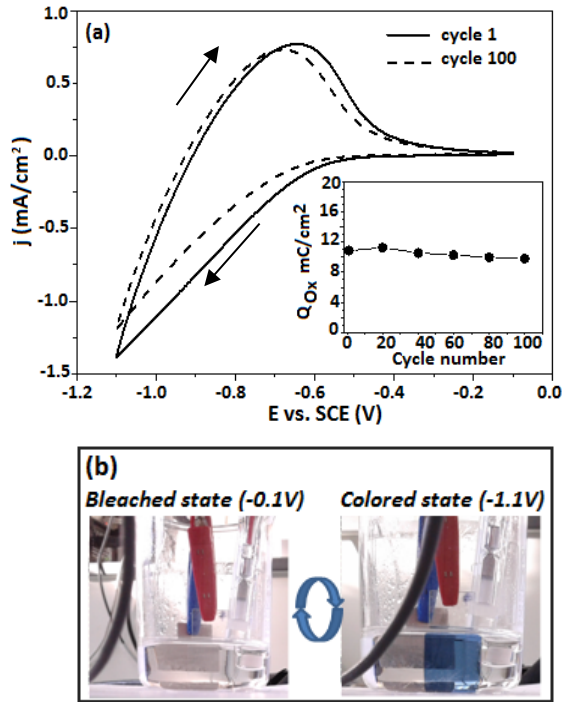 (a)
cycle 1
cycle 100
1.0
0.5
0.0
-0.5
-1.0
-1.5
j (mA/cm²)
-1.2
-1.0
-0.8
-0.6
-0.4
-0.2
0.0
E vs. SCE (V)
20
16
12
8
4
0
QOx mC/cm2
0
20
40
60
80
100
Cycle number
(b)
Bleached state (-0.1V)
Colored state (-1.1V)